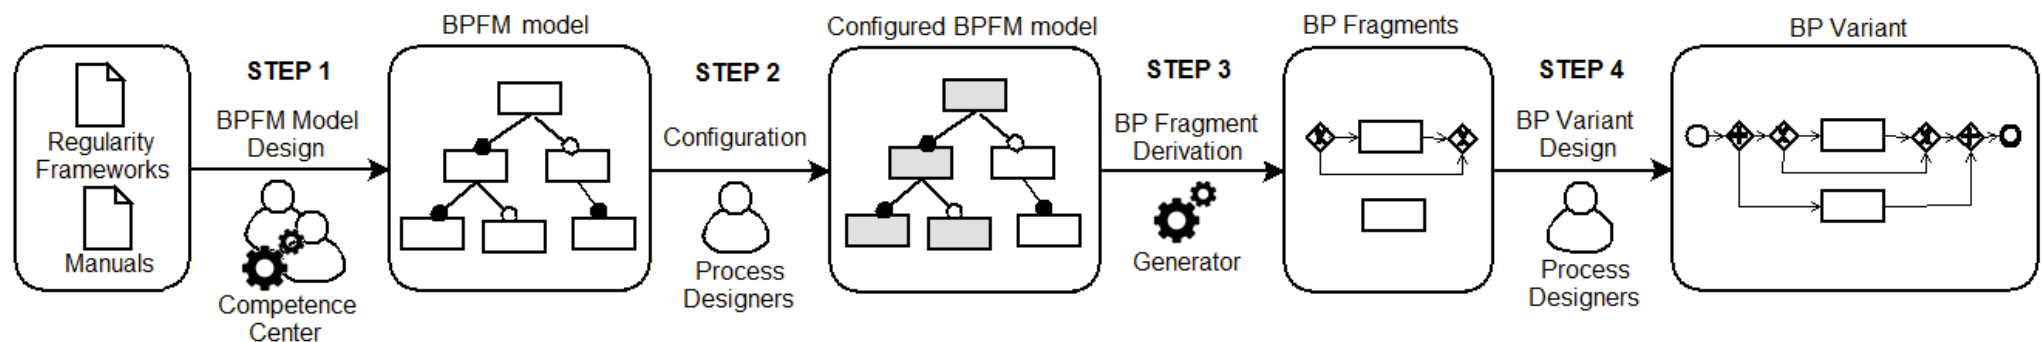 Regularity
Frameworks
Manuals
STEP 1
BPFM Model
Design
Competence
Center
BPFM model
STEP 2
Configuration
Process
Designers
Configured BPFM model
STEP 3
BP Fragment
Derivation
Generator
BP Fragments
STEP 4
BP Variant
Design
Process
Designers
BP Variant